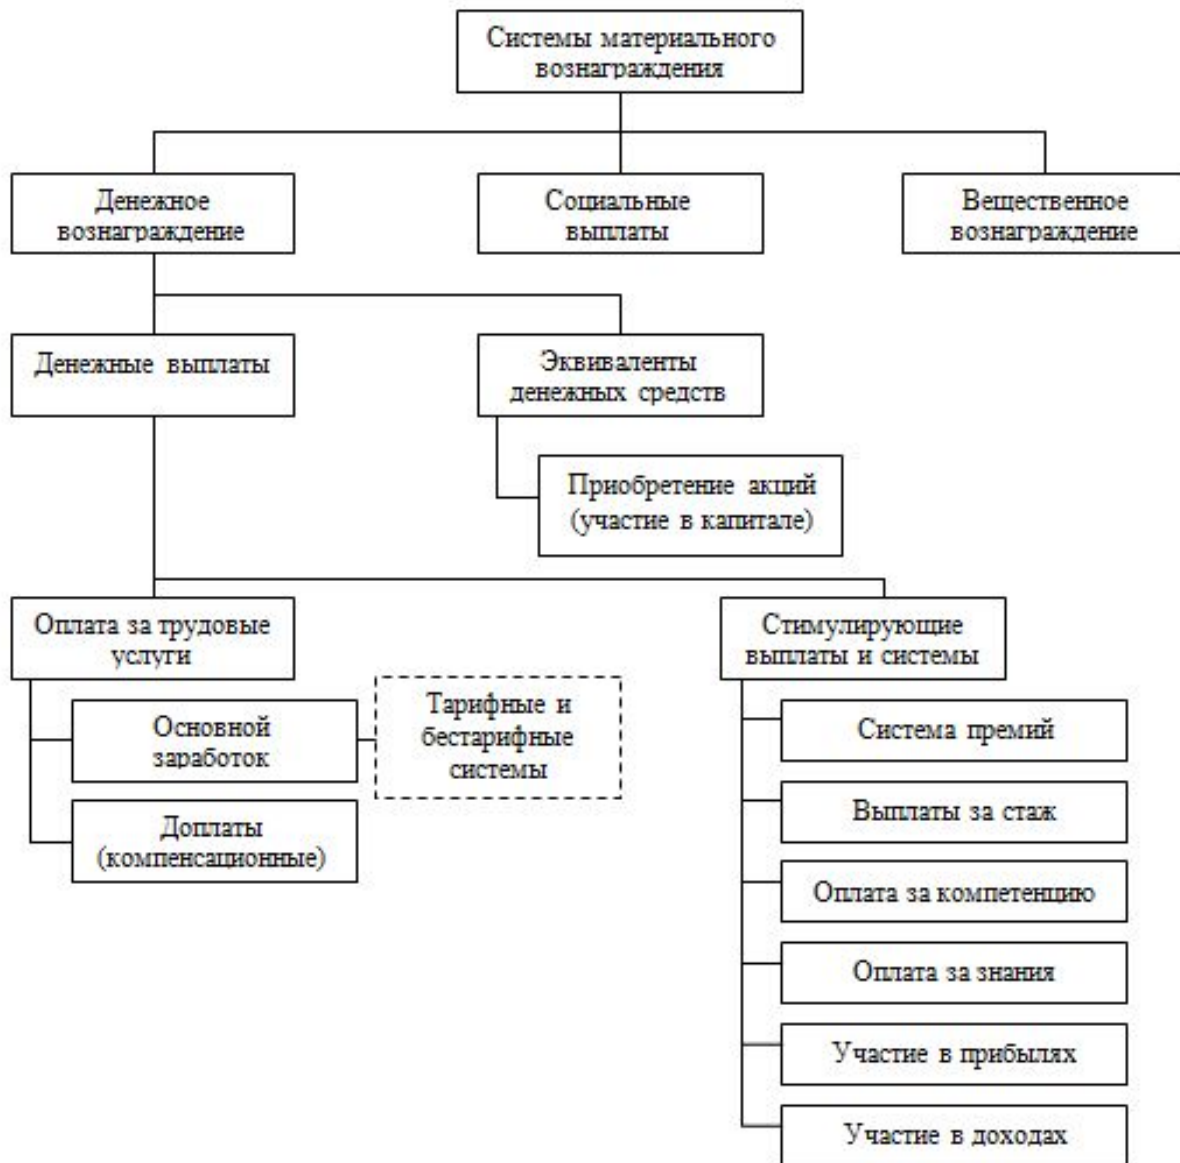 Системы материального
вознаграждения
Денежное
вознаграждение
Социальные
выплаты
Вещественное
вознаграждение
Денежные выплаты
Эквиваленты
денежных средств
Приобретение акций
(участие в капитале)
Оплата за трудовые
услуги
Стимулирующие
выплаты и системы
Основной
заработок
Тарифные и
бестарифные
системы
Доплаты
(компенсационные)
Система премий
Выплаты за стаж
Оплата за компетенцию
Оплата за знания
Участие в прибылях
Участие в доходах